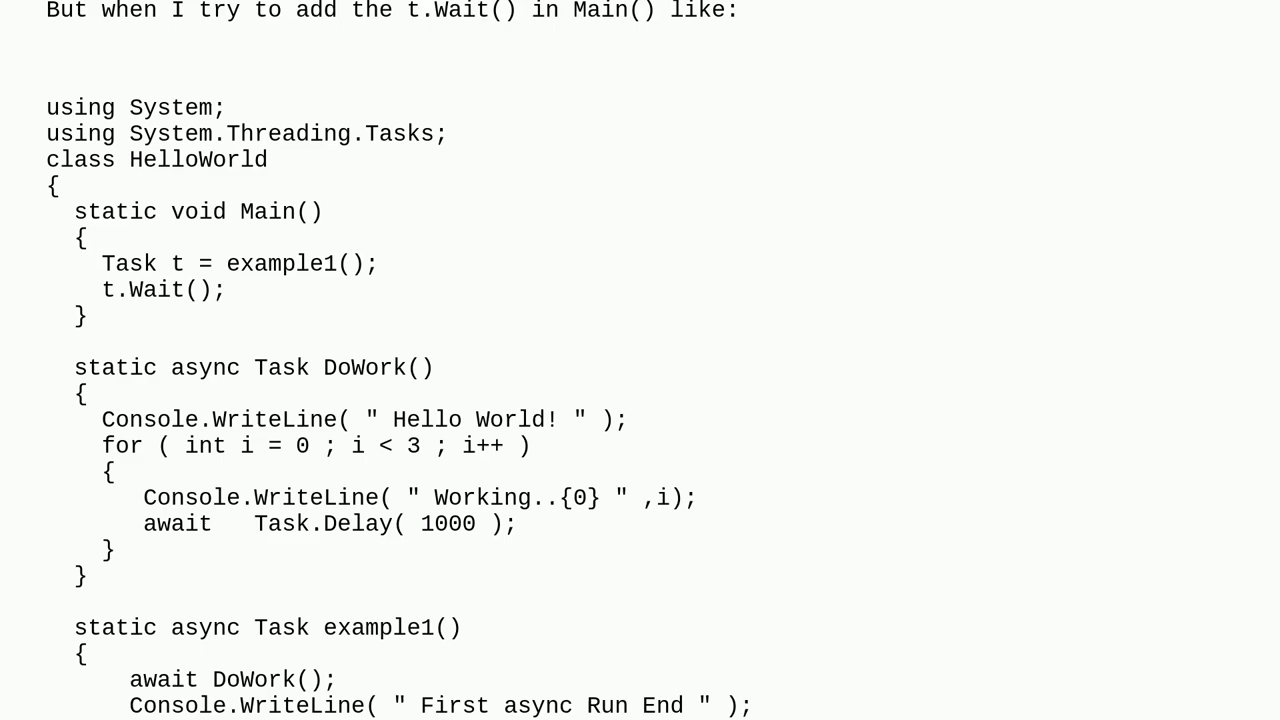 But when I try to add the t.Wait() in Main() like:
using System;
using System.Threading.Tasks;
class HelloWorld
{
  static void Main()
  {
    Task t = example1();
    t.Wait();
  }
  static async Task DoWork()
  {
    Console.WriteLine( " Hello World! " );
    for ( int i = 0 ; i < 3 ; i++ )
    {
       Console.WriteLine( " Working..{0} " ,i);
       await   Task.Delay( 1000 );
    }
  }
  static async Task example1()
  {
      await DoWork();
      Console.WriteLine( " First async Run End " );